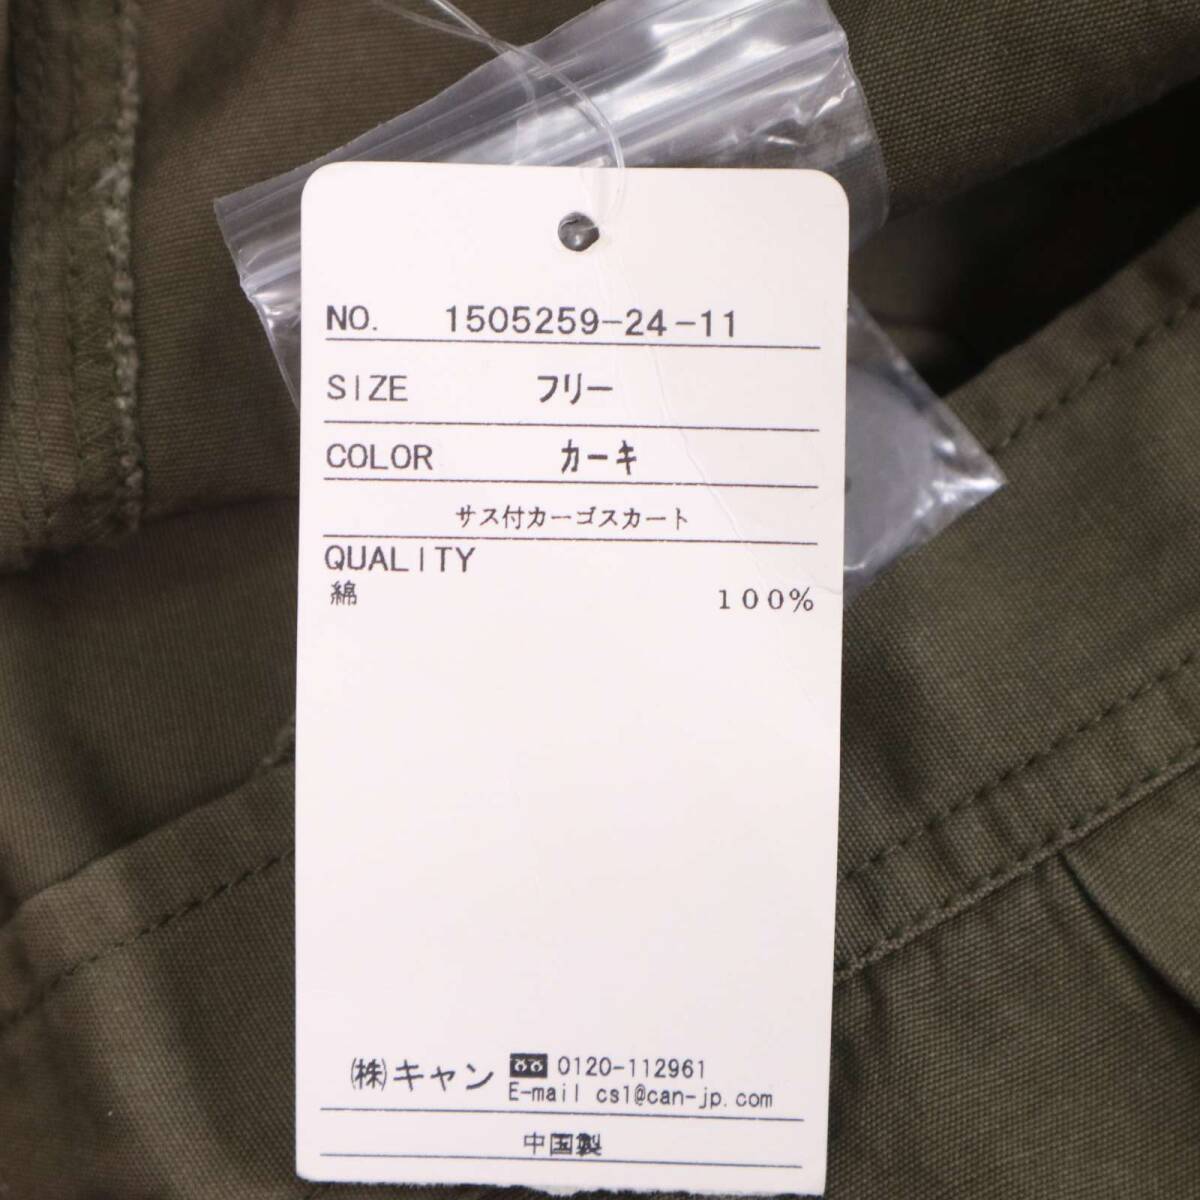 NO. 1505259-24-11
SIZE フリー
COLOR カーキ
サス付カーゴスカート
QUALITY
綿 100%
㈱キャン 0120-112961
E-mail cs1@can-jp.com
中国製